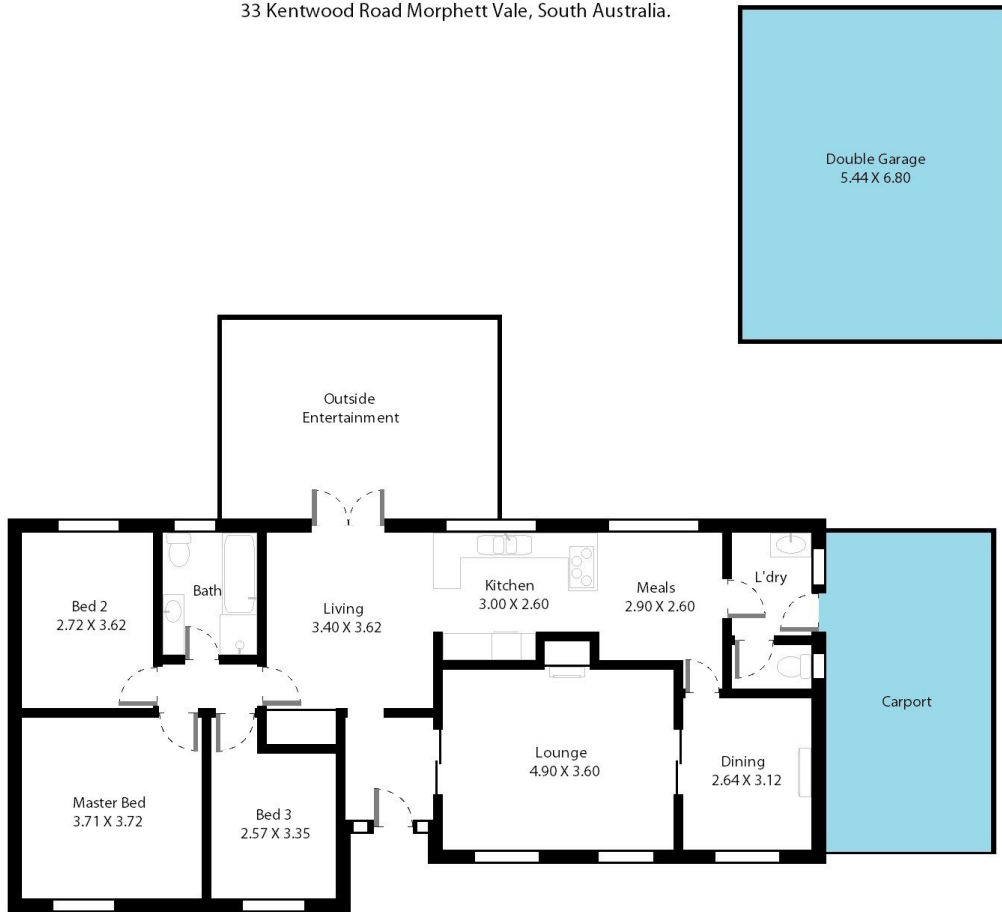 33 Kentwood Road Morphett Vale, South Australia.
Double Garage
5.44 X 6.80
Outside
Entertainment
Bath
Bed 2
2.72 X 3.62
Living
3.40 X 3.62
Kitchen
3.00 X 2.60
Meals
2.90 X 2.60
L'dry
Carport
Lounge
4.90 X 3.60
Dining
2.64 X 3.12
Master Bed
3.71 X 3.72
Bed 3
2.57 X 3.35